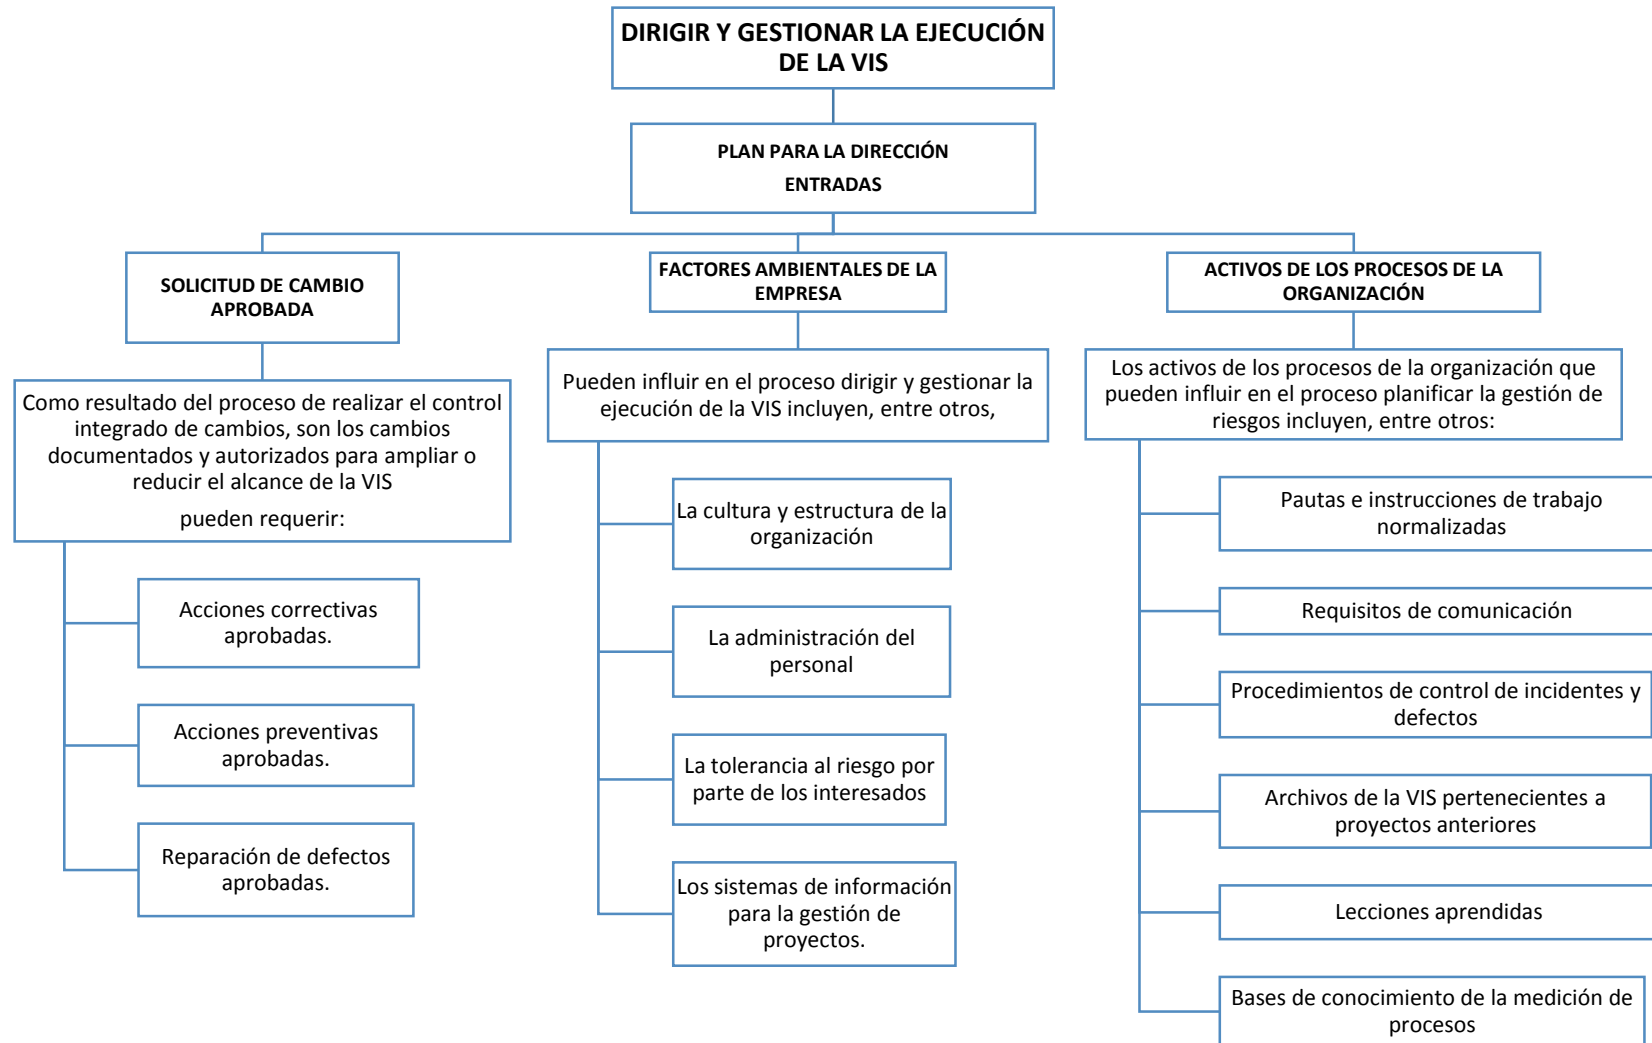 DIRIGIR Y GESTIONAR LA EJECUCIÓN
DE LA VIS
PLAN PARA LA DIRECCIÓN
ENTRADAS
SOLICITUD DE CAMBIO
APROBADA
Como resultado del proceso de realizar el control
integrado de cambios, son los cambios
documentados y autorizados para ampliar o
reducir el alcance de la VIS
pueden requerir:
Acciones correctivas
aprobadas.
Acciones preventivas
aprobadas.
Reparación de defectos
aprobadas.
FACTORES AMBIENTALES DE LA
EMPRESA
Pueden influir en el proceso dirigir y gestionar la
ejecución de la VIS incluyen, entre otros,
La cultura y estructura de la
organización
La administración del
personal
La tolerancia al riesgo por
parte de los interesados
Los sistemas de información
para la gestión de
proyectos.
ACTIVOS DE LOS PROCESOS DE LA
ORGANIZACIÓN
Los activos de los procesos de la organización que
pueden influir en el proceso planificar la gestión de
riesgos incluyen, entre otros:
Pautas e instrucciones de trabajo
normalizadas
Requisitos de comunicación
Procedimientos de control de incidentes y
defectos
Archivos de la VIS pertenecientes a
proyectos anteriores
Lecciones aprendidas
Bases de conocimiento de la medición de
procesos